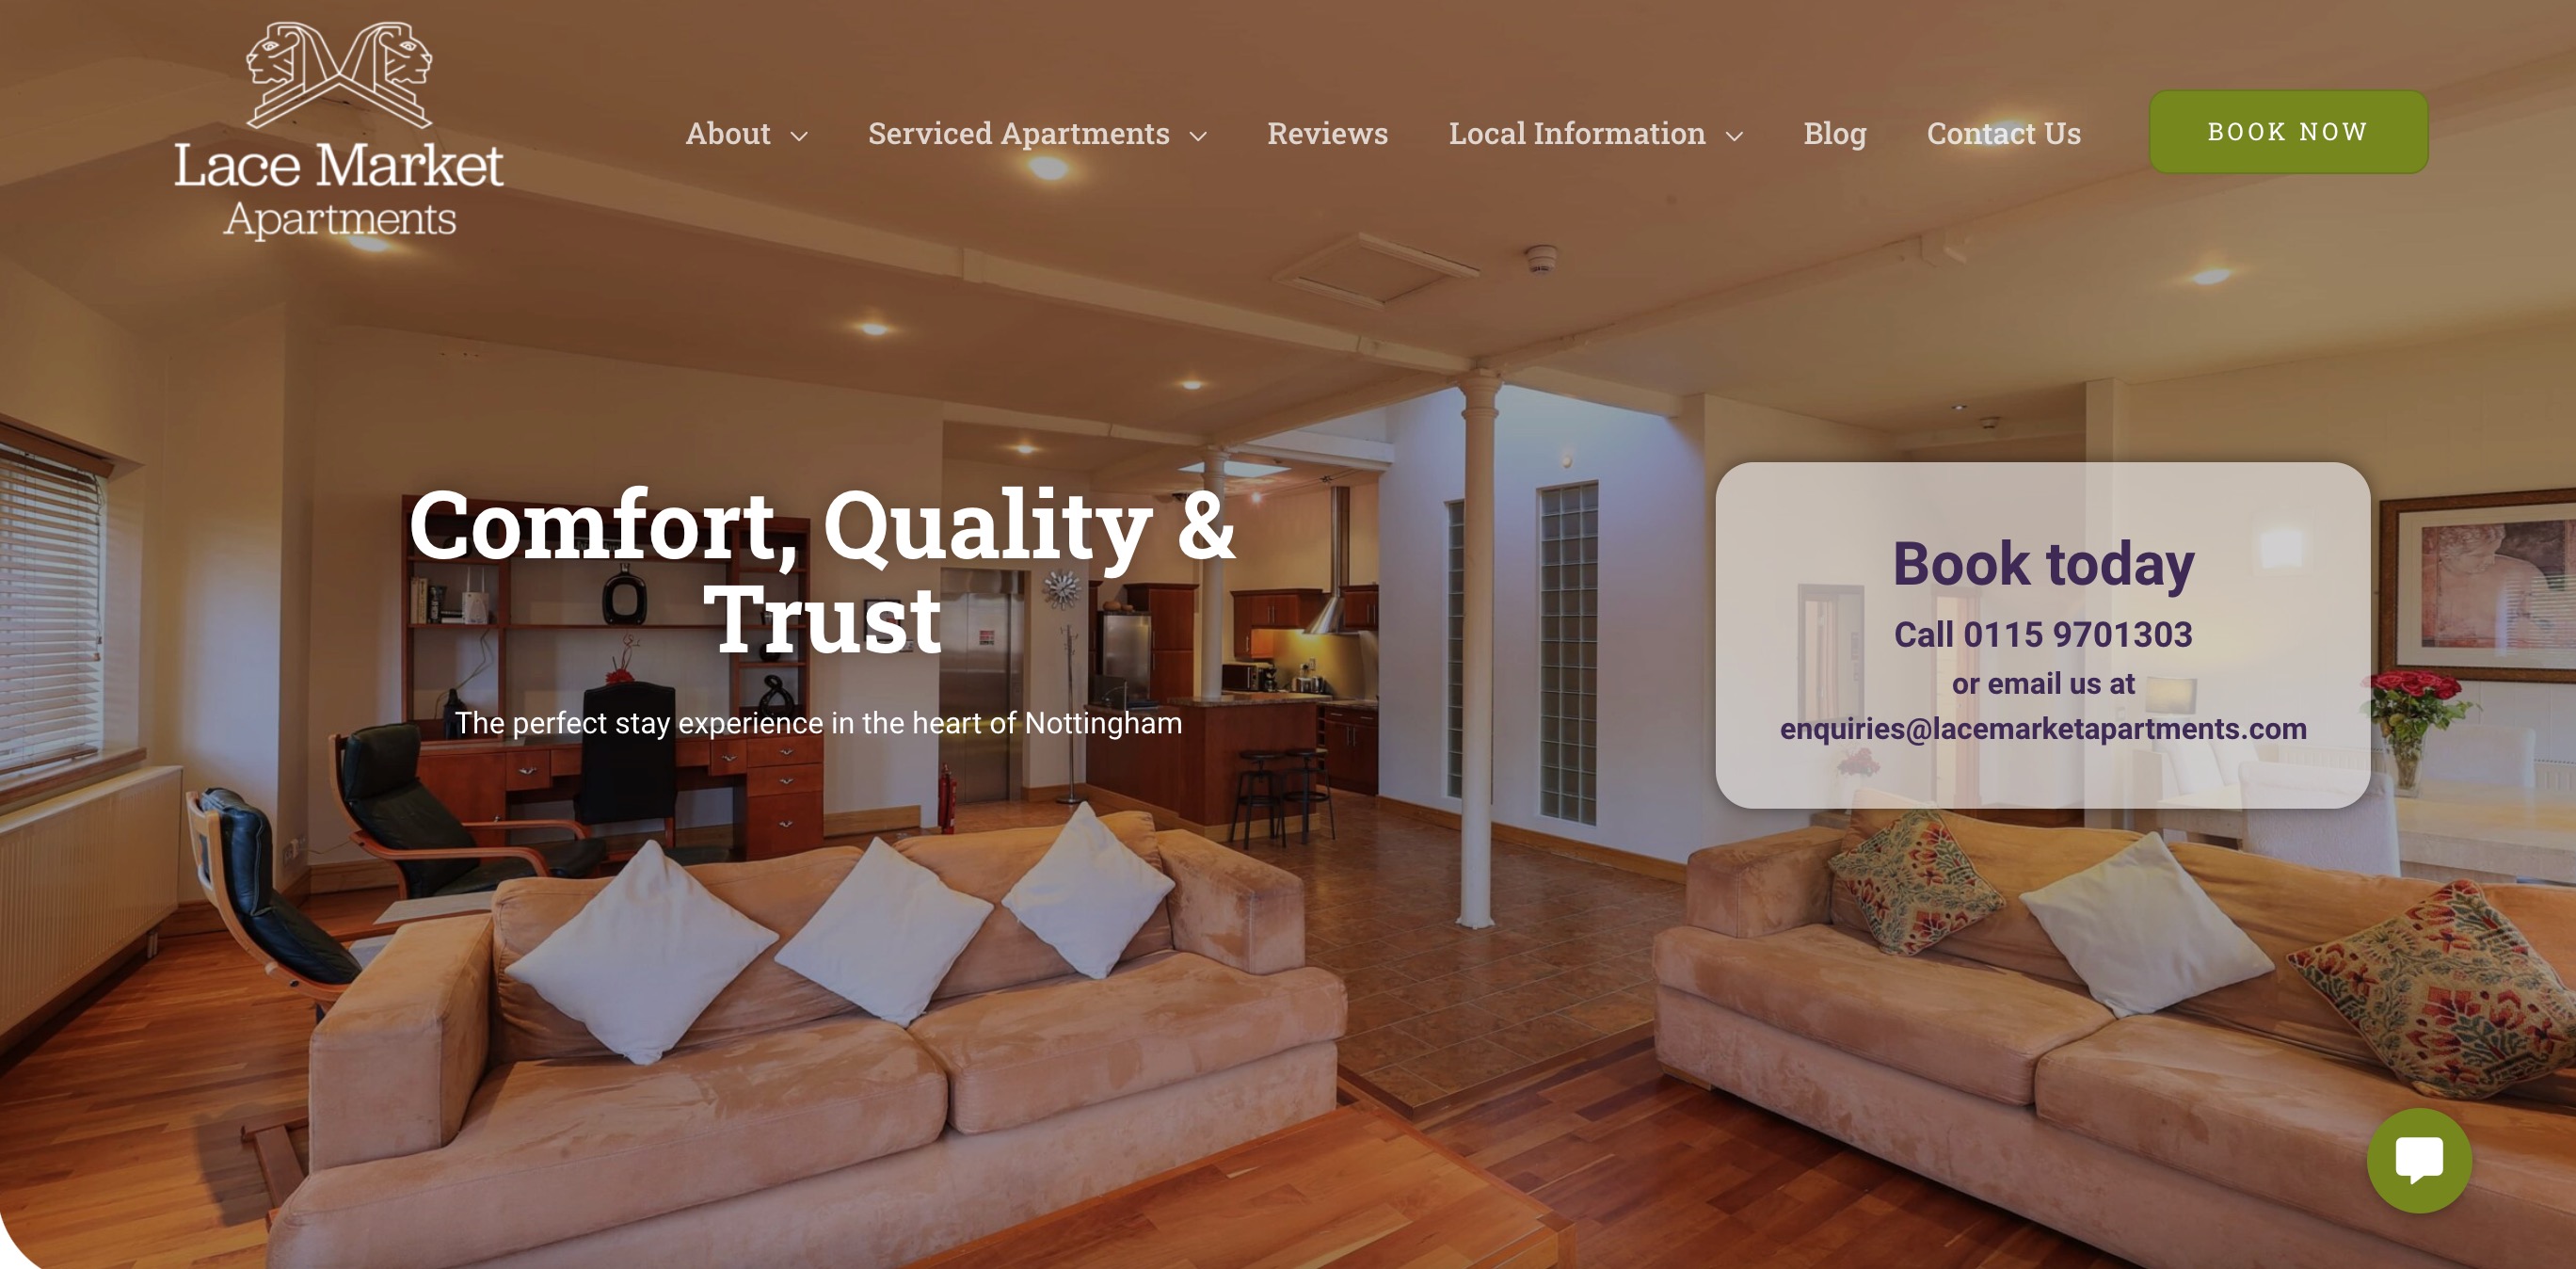 Lace Market
Apartments
About
Serviced Apartments
Reviews
Local Information
Blog
Contact Us
BOOK NOW
Comfort, Quality &
Trust
The perfect stay experience in the heart of Nottingham
Book today
Call 0115 9701303
or email us at
enquiries@lacemarketapartments.com